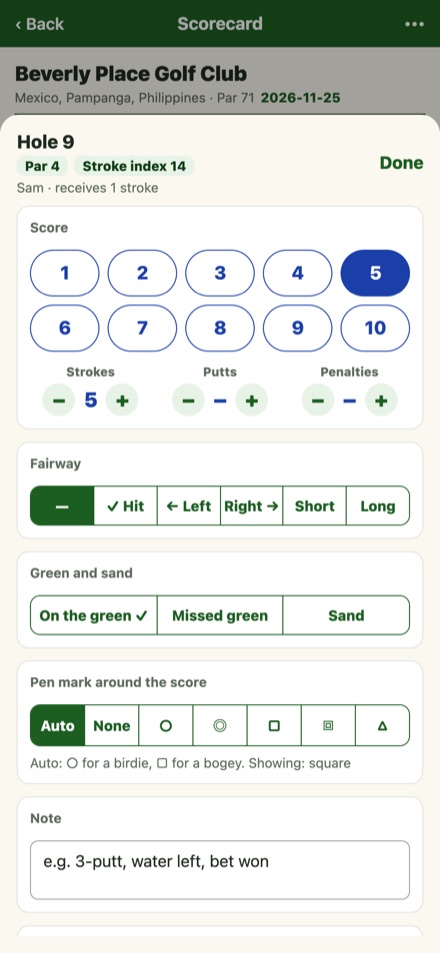 ‹ Back Scorecard •••
Beverly Place Golf Club
Mexico, Pampanga, Philippines · Par 71 2026-11-25
Hole 9
Par 4 Stroke index 14
Done
Sam · receives 1 stroke
Score
1 2 3 4 5
6 7 8 9 10
Strokes Putts Penalties
− 5 + − – + − – +
Fairway
— ✓ Hit ← Left Right → Short Long
Green and sand
On the green ✓ Missed green Sand
Pen mark around the score
Auto None ○ ◎ □ ▣ △
Auto: ○ for a birdie, □ for a bogey. Showing: square
Note
e.g. 3-putt, water left, bet won